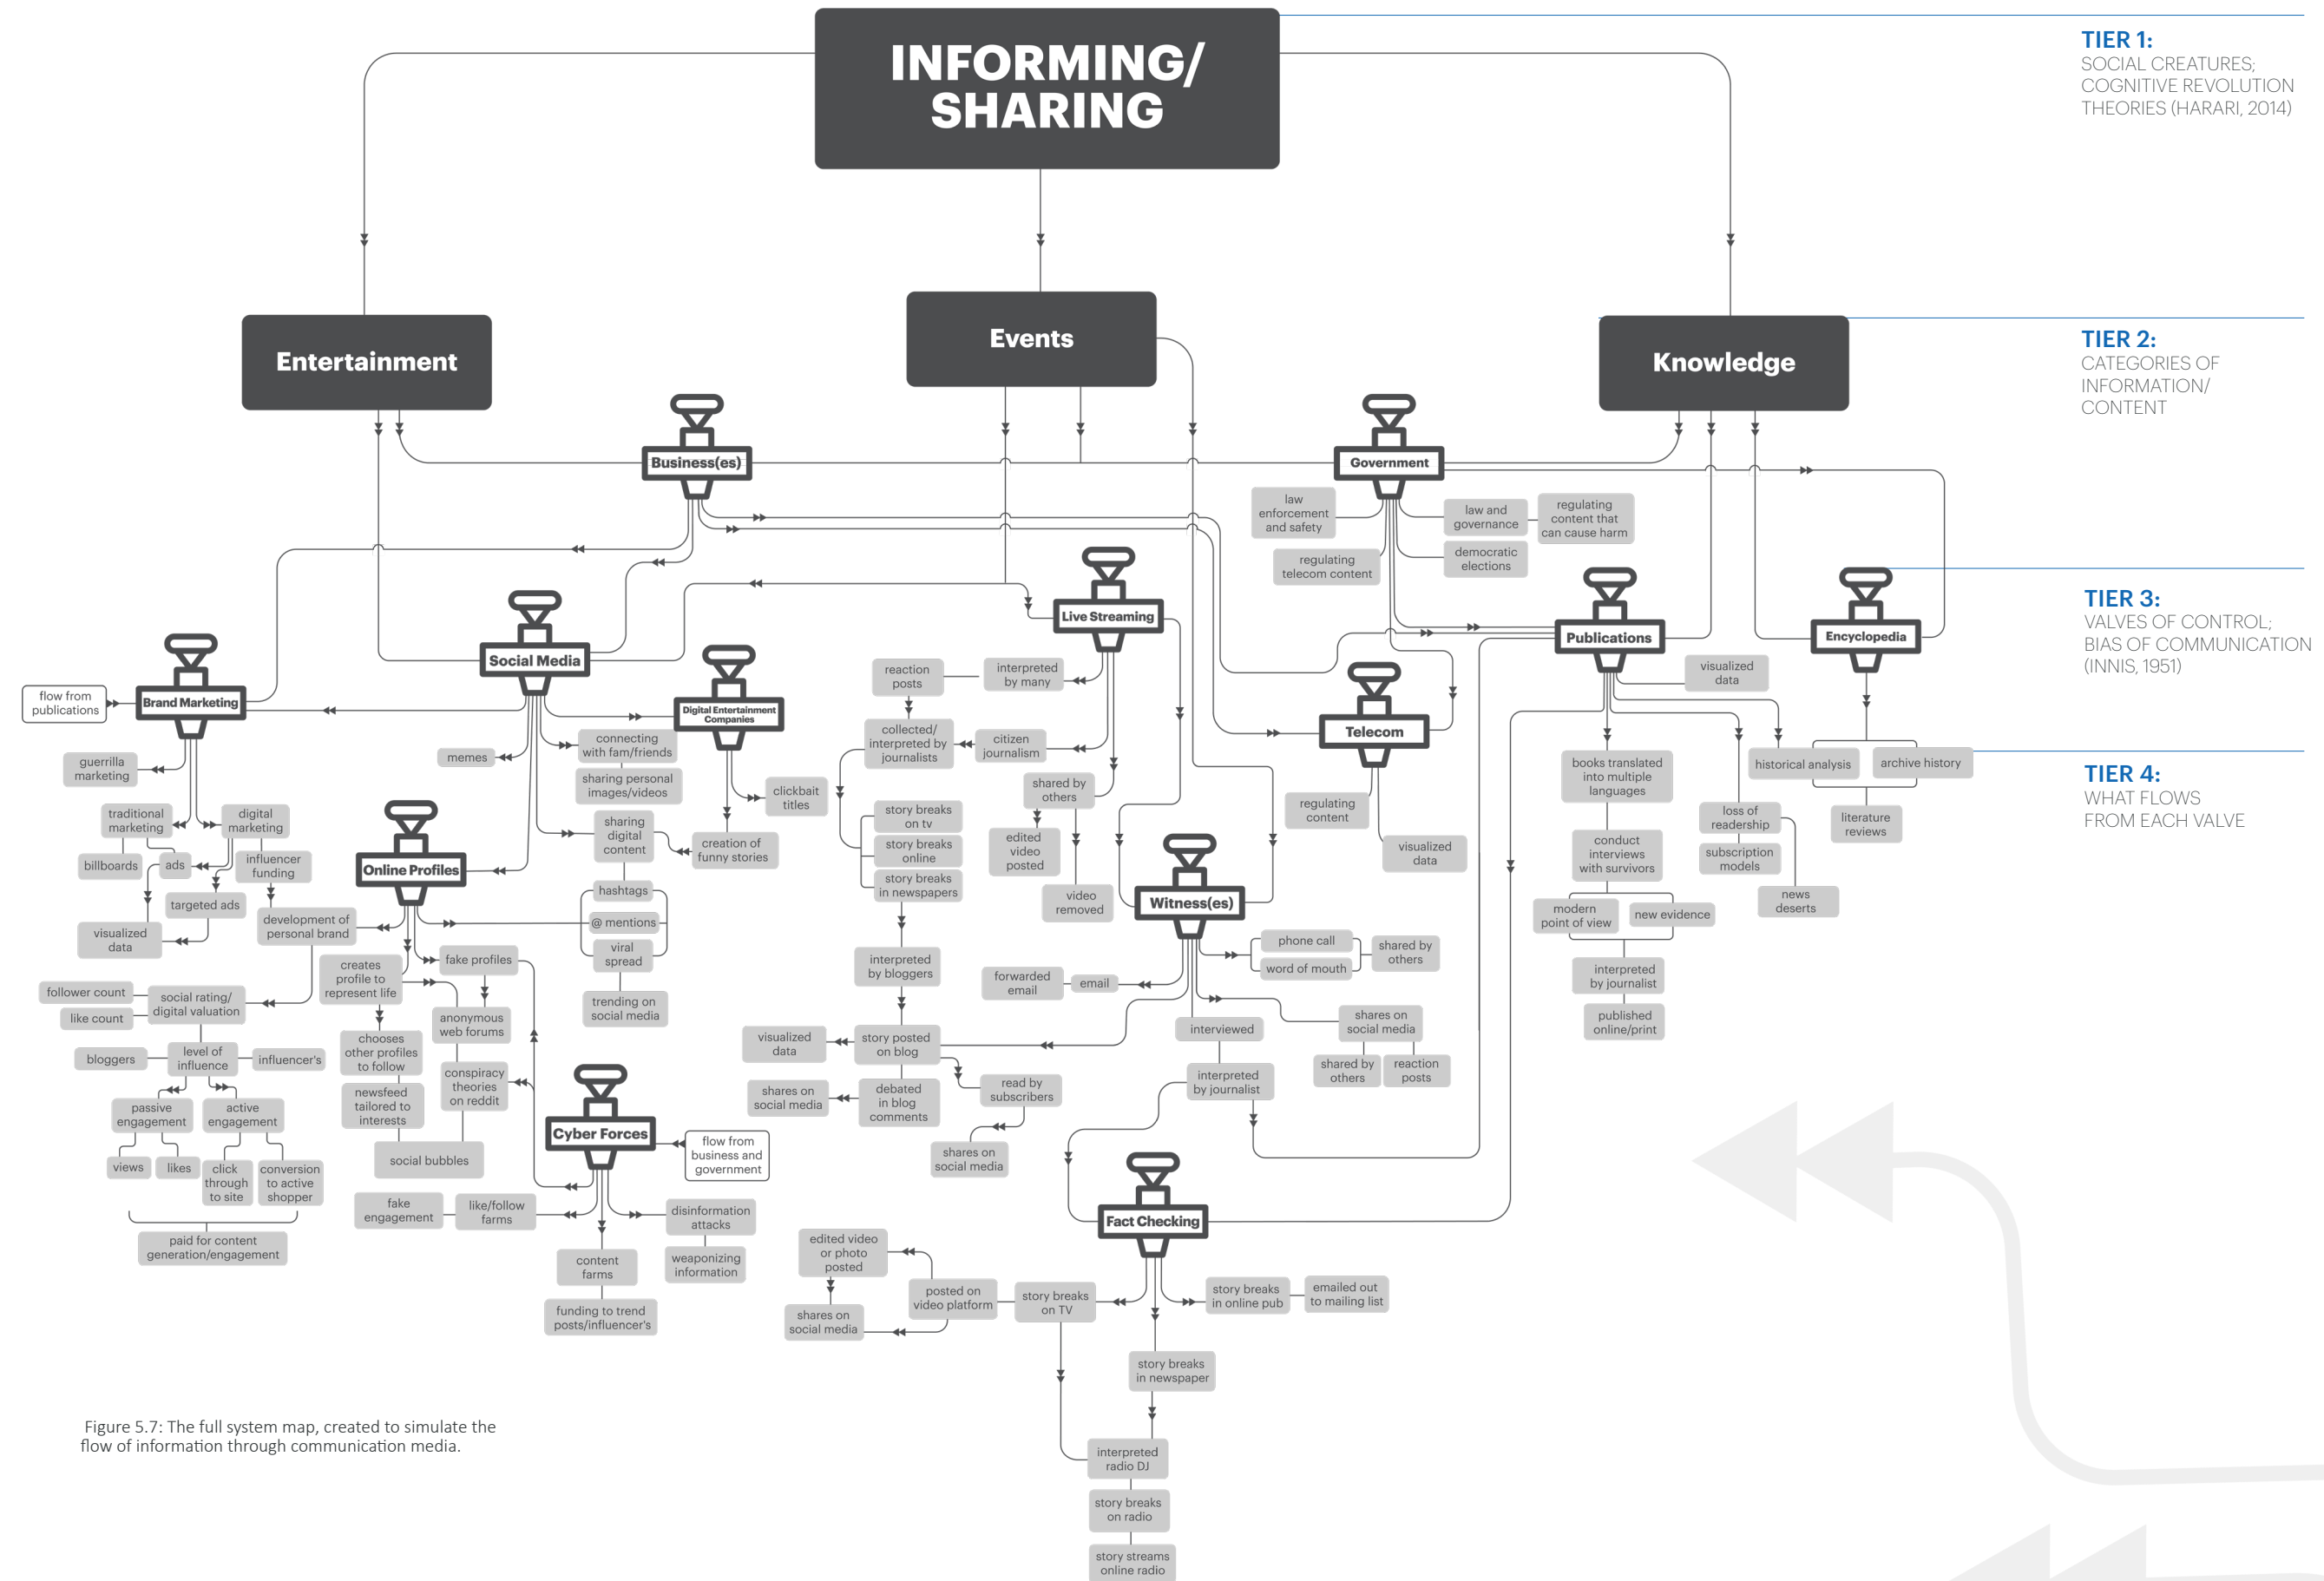 INFORMING/
SHARING
TIER 1:
SOCIAL CREATURES;
COGNITIVE REVOLUTION
THEORIES (HARARI, 2014)
Entertainment
Events
Knowledge
TIER 2:
CATEGORIES OF
INFORMATION/
CONTENT
Business(es)
Government
law
enforcement
and safety
law and
governance
regulating
content that
can cause harm
regulating
telecom content
democratic
elections
TIER 3:
VALVES OF CONTROL;
BIAS OF COMMUNICATION
(INNIS, 1951)
Live Streaming
Publications
Encyclopedia
Social Media
Brand Marketing
flow from
publications
Digital Entertainment
Companies
Telecom
reaction
posts
interpreted
by many
visualized
data
collected/
interpreted by
journalists
citizen
journalism
memes
connecting
with fam/friends
sharing personal
images/videos
clickbait
titles
guerrilla
marketing
shared by
others
books translated
into multiple
languages
historical analysis
archive history
TIER 4:
WHAT FLOWS
FROM EACH VALVE
traditional
marketing
digital
marketing
sharing
digital
content
creation of
funny stories
story breaks
on tv
story breaks
online
story breaks
in newspapers
edited
video
posted
video
removed
regulating
content
visualized
data
conduct
interviews
with survivors
loss of
readership
subscription
models
news
deserts
literature
reviews
billboards
ads
influencer
funding
targeted ads
visualized
data
development of
personal brand
Online Profiles
hashtags
@ mentions
viral
spread
trending on
social media
Witness(es)
modern
point of view
new evidence
interpreted
by journalist
published
online/print
phone call
word of mouth
shared by
others
forwarded
email
email
interpreted
by bloggers
creates
profile to
represent life
fake profiles
follower count
like count
social rating/
digital valuation
anonymous
web forums
chooses
other profiles
to follow
bloggers
level of
influence
influencer's
conspiracy
theories
on reddit
newsfeed
tailored to
interests
social bubbles
passive
engagement
active
engagement
views
likes
click
through
to site
conversion
to active
shopper
paid for content
generation/engagement
visualized
data
story posted
on blog
interviewed
shares on
social media
shared by
others
reaction
posts
shares on
social media
debated
in blog
comments
read by
subscribers
shares on
social media
interpreted
by journalist
Cyber Forces
flow from
business and
government
fake
engagement
like/follow
farms
disinformation
attacks
weaponizing
information
content
farms
funding to trend
posts/influencer's
Fact Checking
edited video
or photo
posted
shares on
social media
posted on
video platform
story breaks
on TV
story breaks
in online pub
emailed out
to mailing list
story breaks
in newspaper
interpreted
radio DJ
story breaks
on radio
story streams
online radio
Figure 5.7: The full system map, created to simulate the
flow of information through communication media.